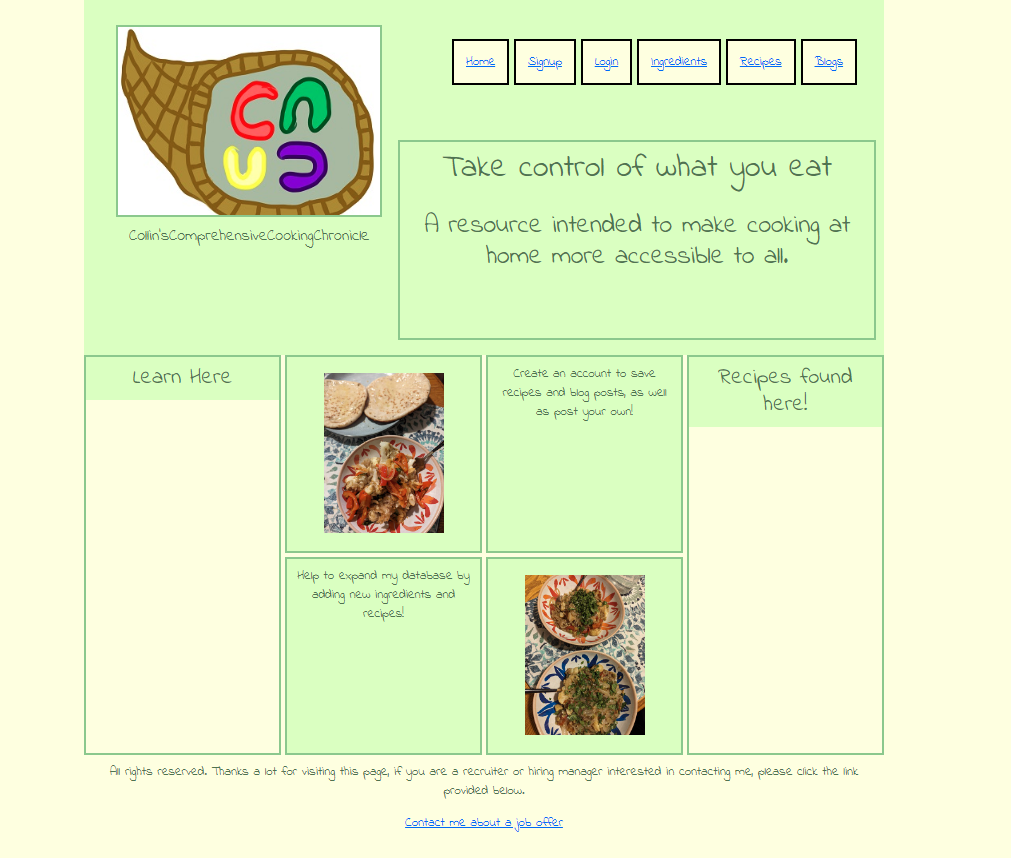 Home Signup Login Ingredients Recipes Blogs
Collin'sComprehensiveCookingChronicle
Take control of what you eat
A resource intended to make cooking at
home more accessible to all.
Learn Here
Create an account to save
recipes and blog posts, as well
as post your own!
Recipes found
here!
Help to expand my database by
adding new ingredients and
recipes!
All rights reserved. Thanks a lot for visiting this page, if you are a recruiter or hiring manager interested in contacting me, please click the link
provided below.
Contact me about a job offer